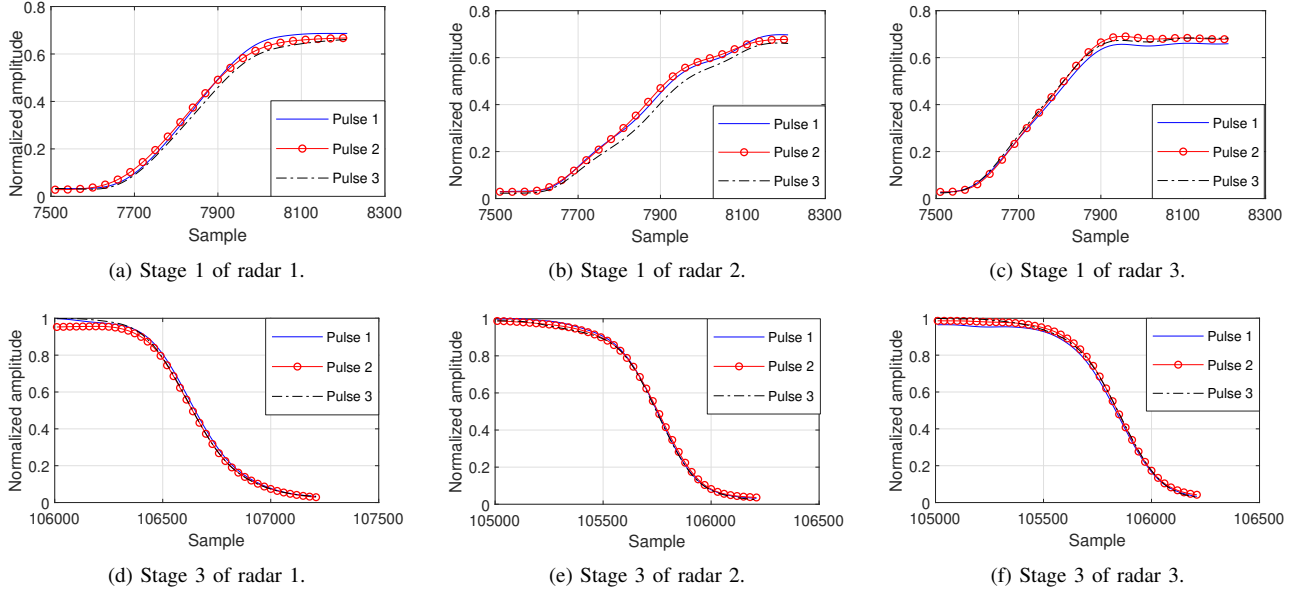 0.8
0.6
0.4
0.2
0
Normalized amplitude
7500 7700 7900 8100 8300
Sample
Pulse 1
Pulse 2
Pulse 3
(a) Stage 1 of radar 1.
0.8
0.6
0.4
0.2
0
Normalized amplitude
7500 7700 7900 8100 8300
Sample
Pulse 1
Pulse 2
Pulse 3
(b) Stage 1 of radar 2.
0.8
0.6
0.4
0.2
0
Normalized amplitude
7500 7700 7900 8100 8300
Sample
Pulse 1
Pulse 2
Pulse 3
(c) Stage 1 of radar 3.
1
0.8
0.6
0.4
0.2
0
Normalized amplitude
106000 106500 107000 107500
Sample
Pulse 1
Pulse 2
Pulse 3
(d) Stage 3 of radar 1.
1
0.8
0.6
0.4
0.2
0
Normalized amplitude
105000 105500 106000 106500
Sample
Pulse 1
Pulse 2
Pulse 3
(e) Stage 3 of radar 2.
1
0.8
0.6
0.4
0.2
0
Normalized amplitude
105000 105500 106000 106500
Sample
Pulse 1
Pulse 2
Pulse 3
(f) Stage 3 of radar 3.